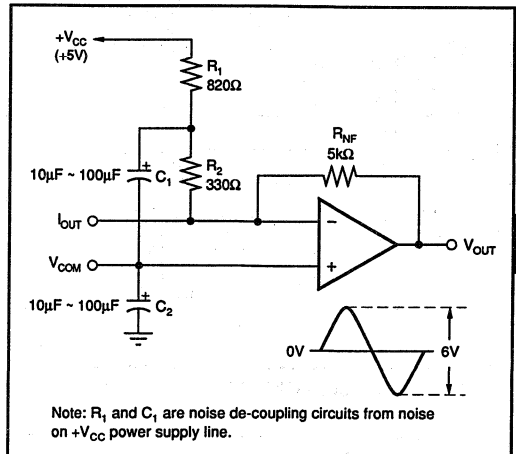 +VCC
(+5V)
R1
820Ω
RNF
5kΩ
10μF ~ 100μF
+
C1
R2
330Ω
IOUT
−
VOUT
VCOM
+
10μF ~ 100μF
+
C2
0V
6V
Note: R1 and C1 are noise de-coupling circuits from noise
on +VCC power supply line.